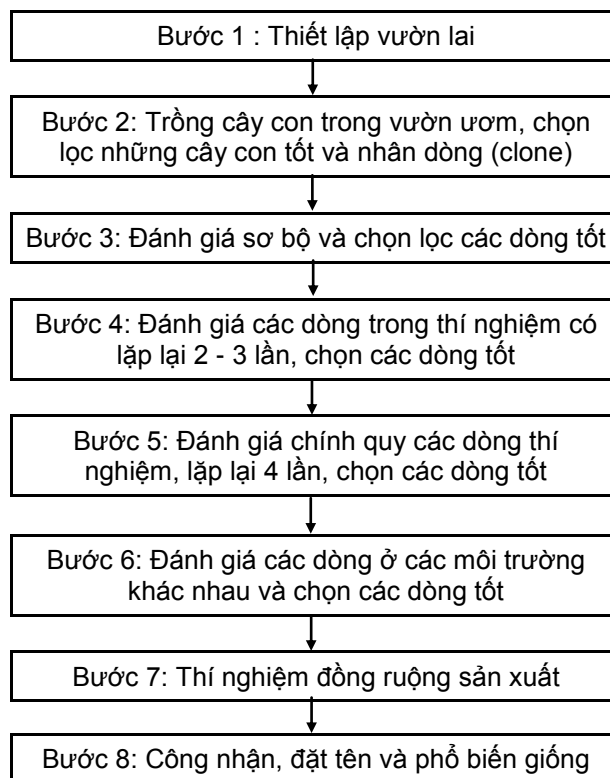 Bước 1 : Thiết lập vườn lai
Bước 2: Trồng cây con trong vườn ươm, chọn
lọc những cây con tốt và nhân dòng (clone)
Bước 3: Đánh giá sơ bộ và chọn lọc các dòng tốt
Bước 4: Đánh giá các dòng trong thí nghiệm có
lặp lại 2 - 3 lần, chọn các dòng tốt
Bước 5: Đánh giá chính quy các dòng thí
nghiệm, lặp lại 4 lần, chọn các dòng tốt
Bước 6: Đánh giá các dòng ở các môi trường
khác nhau và chọn các dòng tốt
Bước 7: Thí nghiệm đồng ruộng sản xuất
Bước 8: Công nhận, đặt tên và phổ biến giống